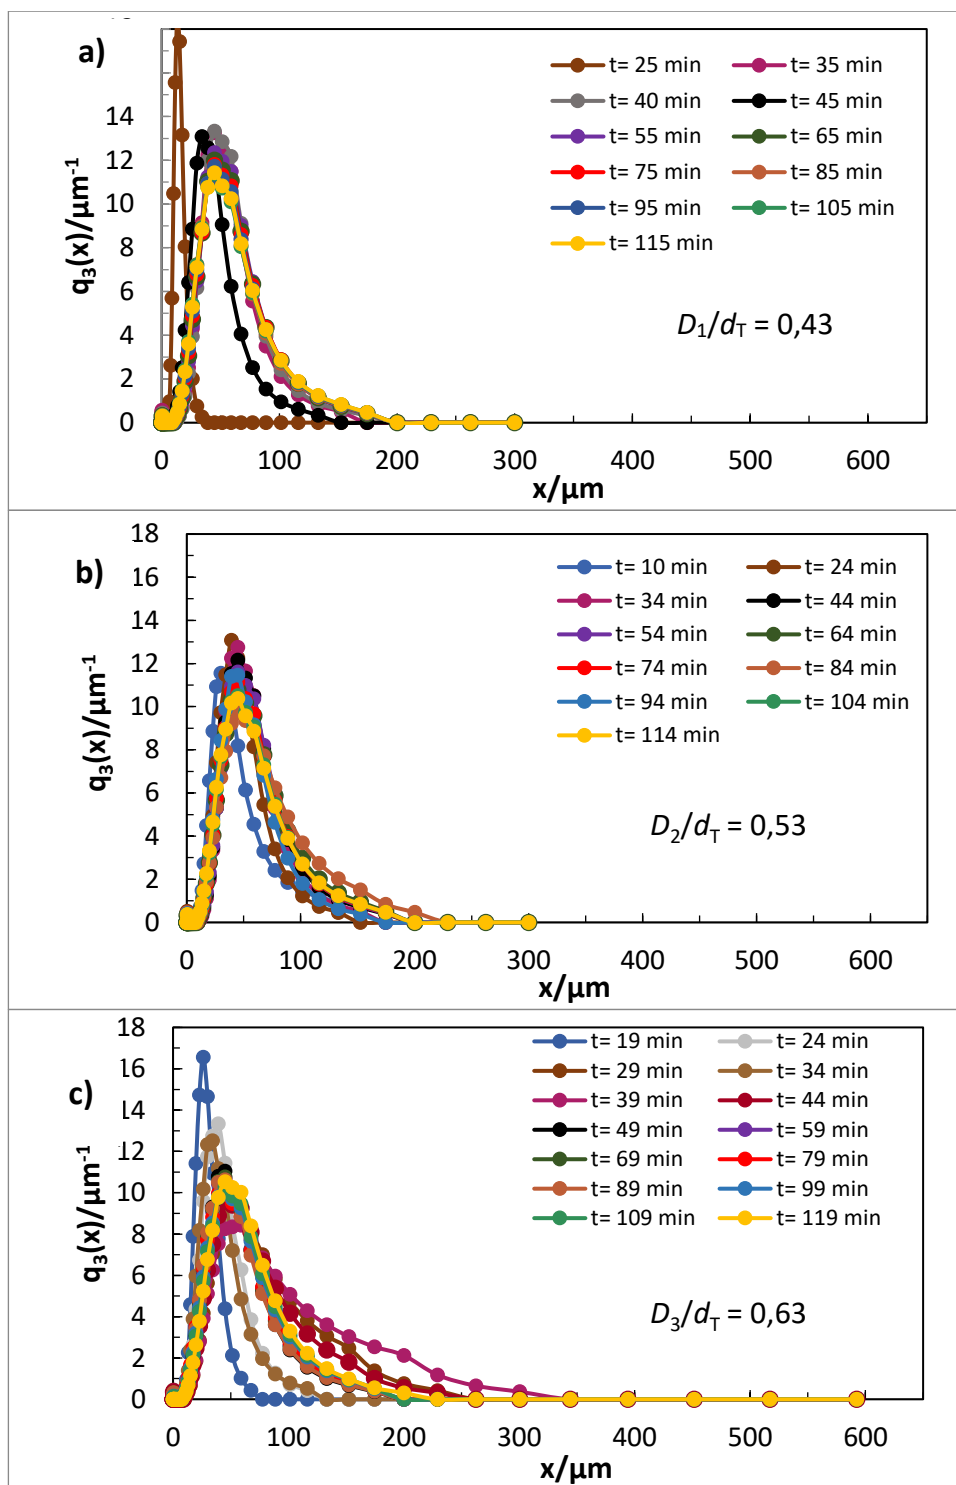 a)
t= 25 min t= 35 min
t= 40 min t= 45 min
t= 55 min t= 65 min
t= 75 min t= 85 min
t= 95 min t= 105 min
t= 115 min
D₁/d_T = 0,43
q₃(x)/µm⁻¹
14
12
10
8
6
4
2
0
0 100 200 300 400 500 600
x/µm
b)
t= 10 min t= 24 min
t= 34 min t= 44 min
t= 54 min t= 64 min
t= 74 min t= 84 min
t= 94 min t= 104 min
t= 114 min
D₂/d_T = 0,53
q₃(x)/µm⁻¹
18
16
14
12
10
8
6
4
2
0
0 100 200 300 400 500 600
x/µm
c)
t= 19 min t= 24 min
t= 29 min t= 34 min
t= 39 min t= 44 min
t= 49 min t= 59 min
t= 69 min t= 79 min
t= 89 min t= 99 min
t= 109 min t= 119 min
D₃/d_T = 0,63
q₃(x)/µm⁻¹
18
16
14
12
10
8
6
4
2
0
0 100 200 300 400 500 600
x/µm